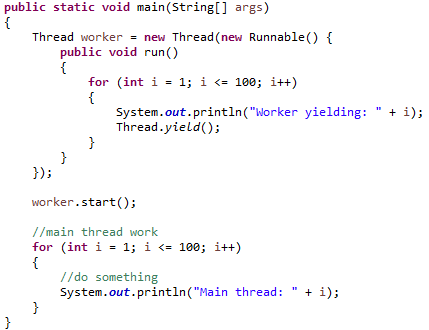 public static void main(String[] args)
{
    Thread worker = new Thread(new Runnable() {
        public void run()
        {
            for (int i = 1; i <= 100; i++)
            {
                System.out.println("Worker yielding: " + i);
                Thread.yield();
            }
        }
    });

    worker.start();

    //main thread work
    for (int i = 1; i <= 100; i++)
    {
        //do something
        System.out.println("Main thread: " + i);
    }
}